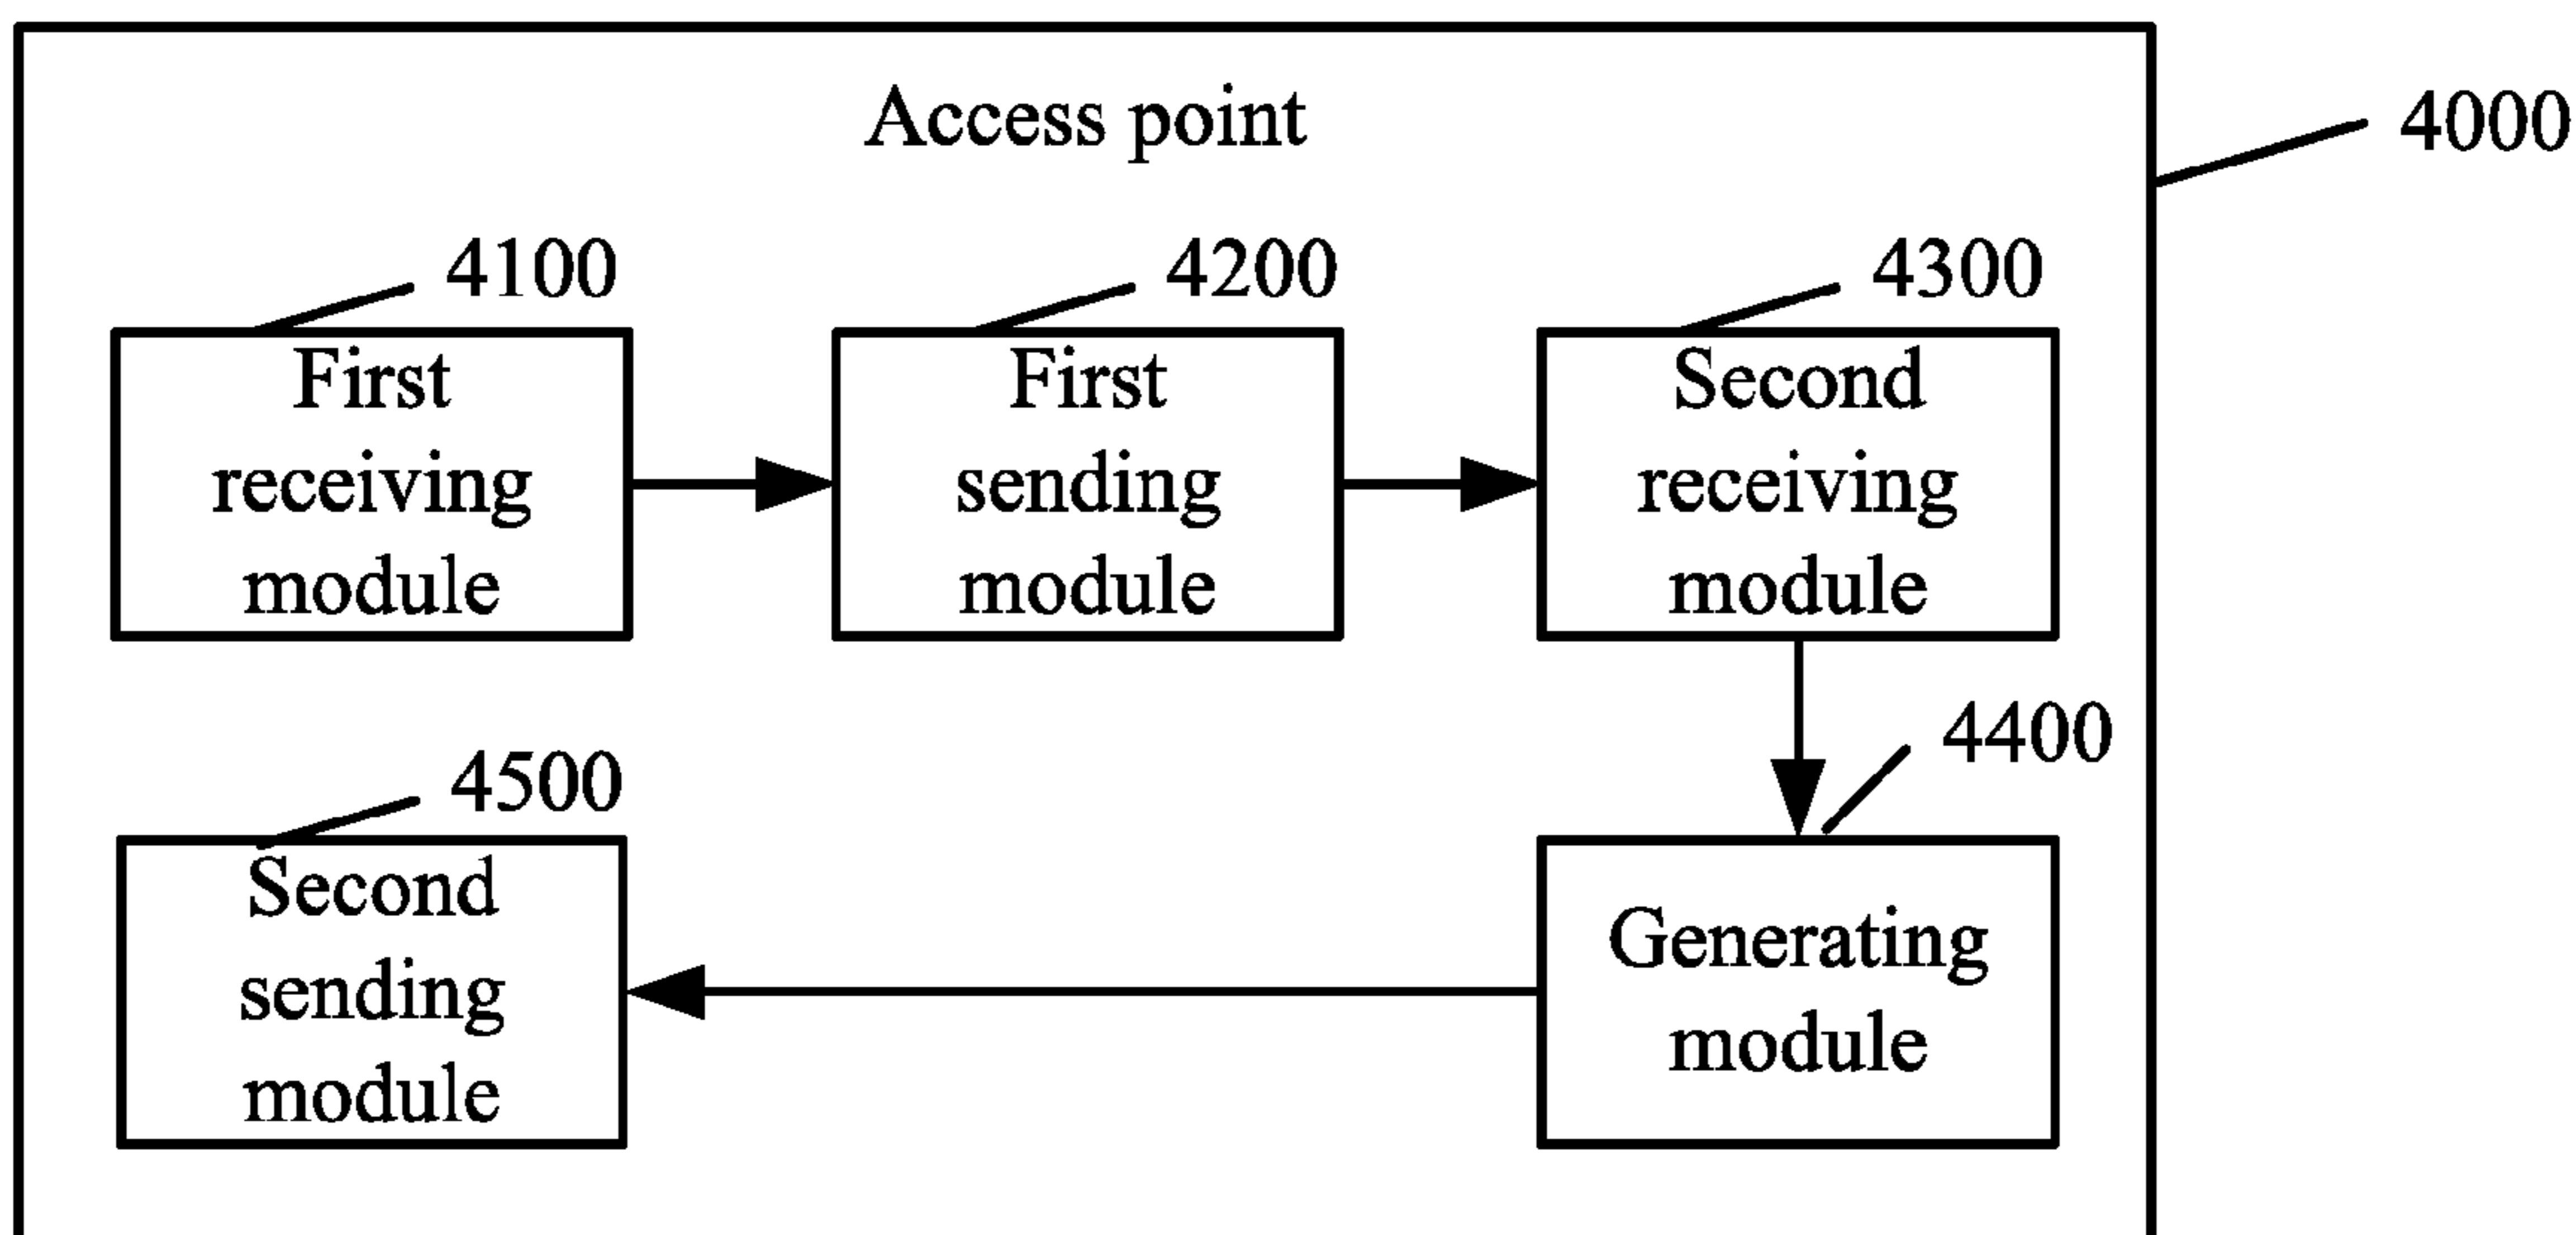 Access point
4000
4100
4200
4300
First
receiving
module
First
sending
module
Second
receiving
module
4400
4500
Generating
module
Second
sending
module